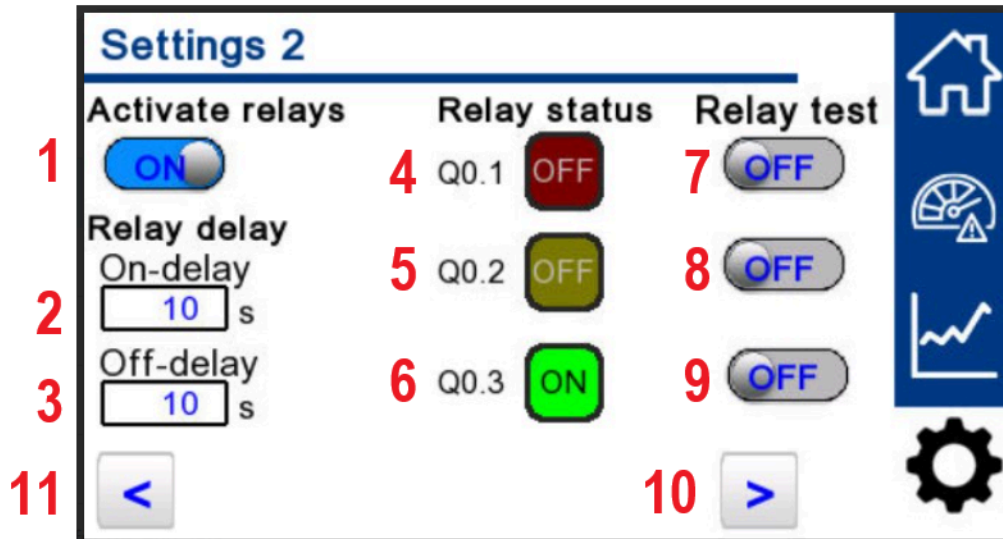 Settings 2
Activate relays
1 ON
Relay delay
On-delay
2 10 s
Off-delay
3 10 s
11 <
Relay status
4 Q0.1 OFF
5 Q0.2 OFF
6 Q0.3 ON
Relay test
7 OFF
8 OFF
9 OFF
10 >